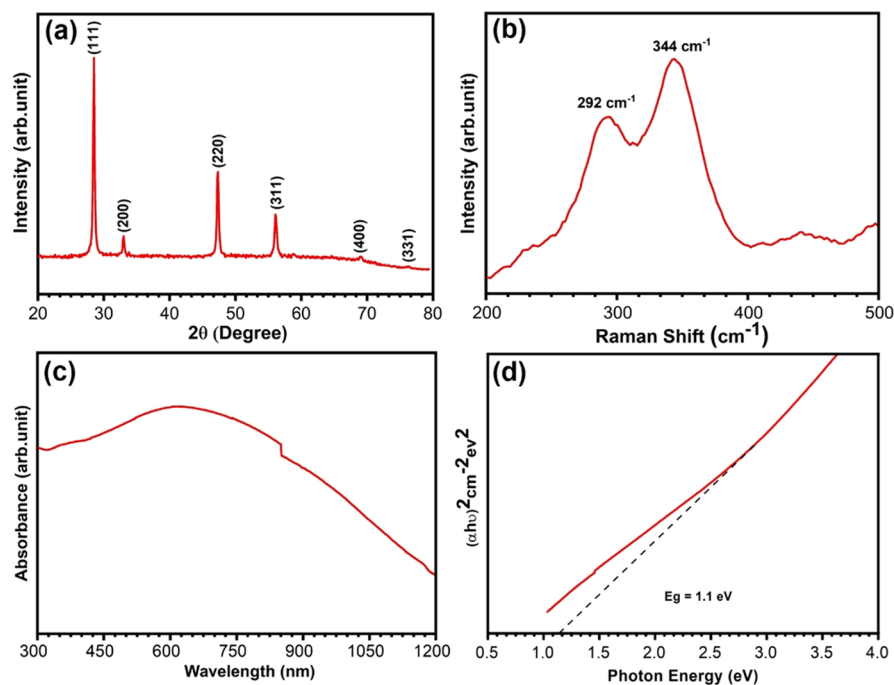 (a)
(111)
(200)
(220)
(311)
(400)
(331)
Intensity (arb.unit)
20 30 40 50 60 70 80
2θ (Degree)
(b)
292 cm-1
344 cm-1
Intensity (arb.unit)
200 300 400 500
Raman Shift (cm-1)
(c)
Absorbance (arb.unit)
300 450 600 750 900 1050 1200
Wavelength (nm)
(d)
(αhυ)2cm-2ev2
Eg = 1.1 eV
0.5 1.0 1.5 2.0 2.5 3.0 3.5 4.0
Photon Energy (eV)